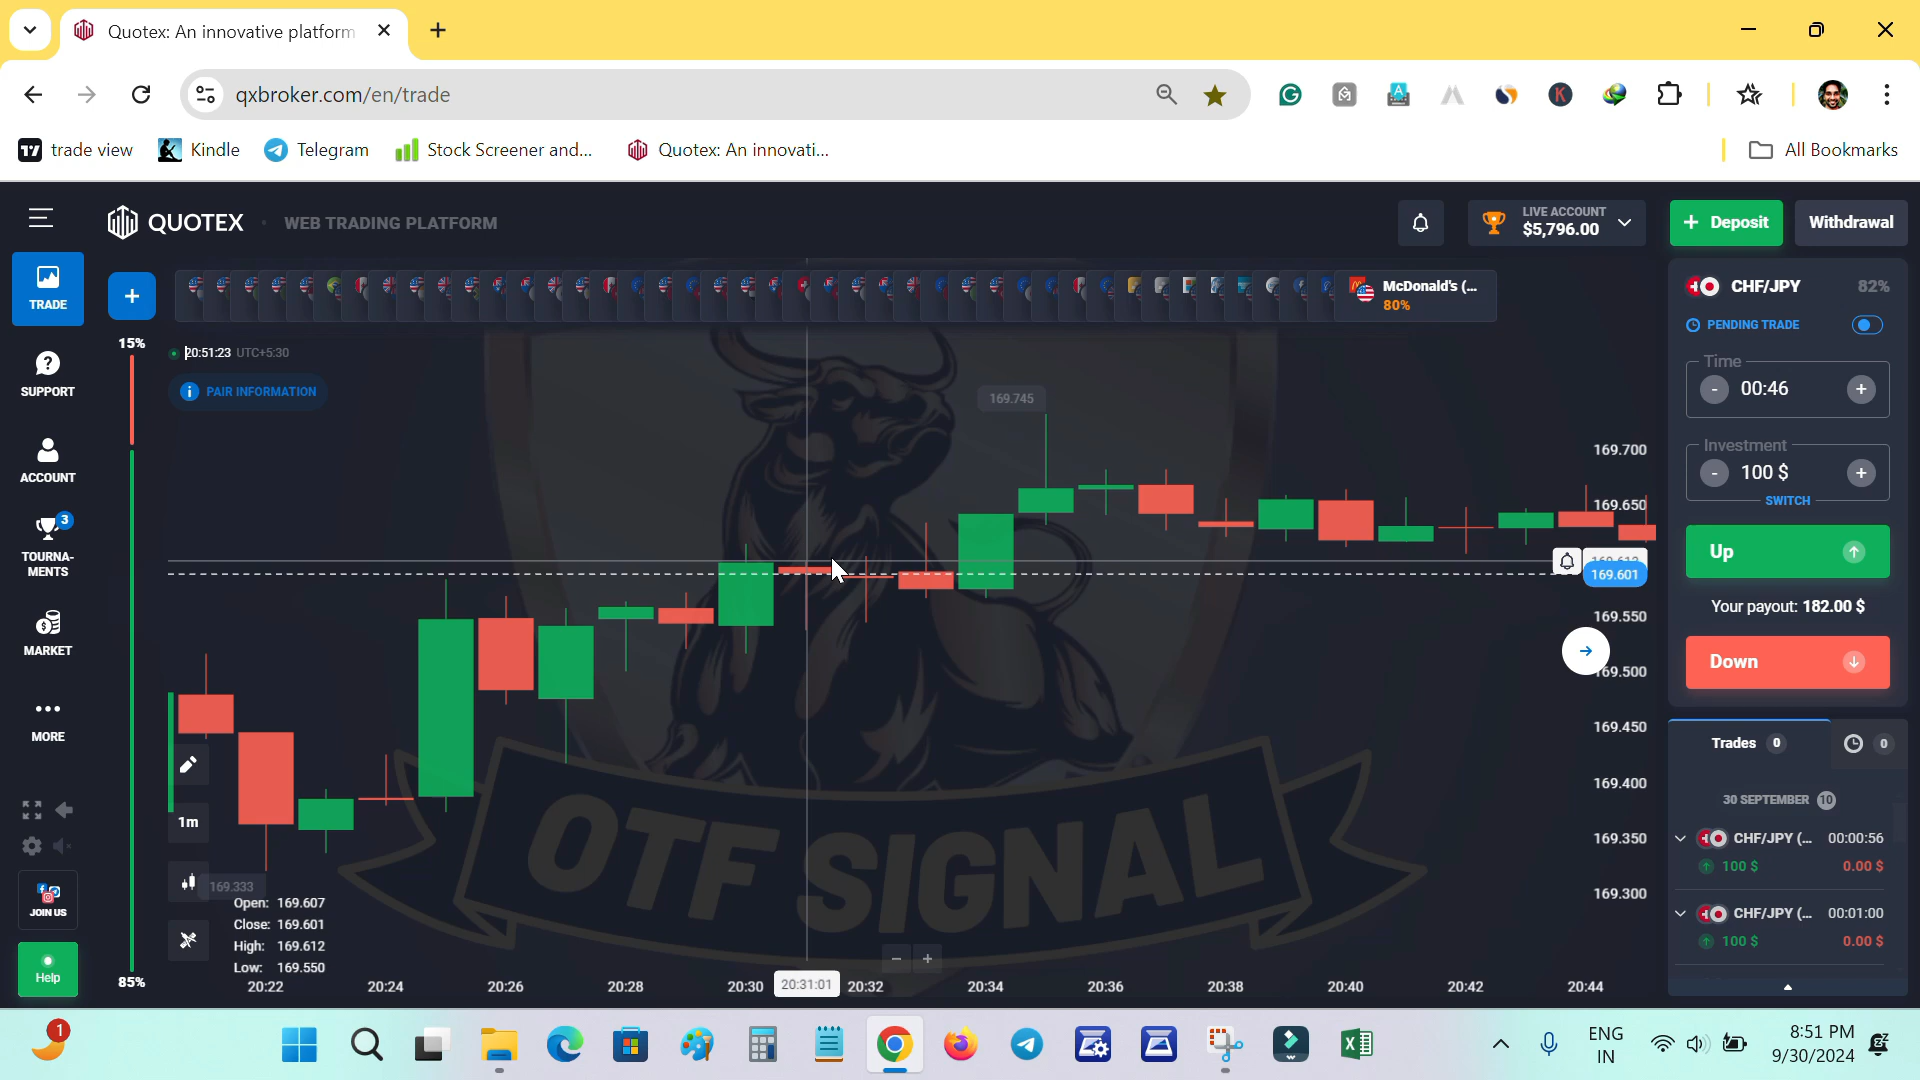 Quotex: An innovative platform
qxbroker.com/en/trade
trade view
Kindle
Telegram
Stock Screener and...
Quotex: An innovati...
All Bookmarks
QUOTEX
WEB TRADING PLATFORM
LIVE ACCOUNT
$5,796.00
Deposit
Withdrawal
TRADE
SUPPORT
ACCOUNT
3
TOURNA-
MENTS
MARKET
MORE
JOIN US
Help
McDonald's (...
80%
15%
85%
20:51:23 UTC+5:30
PAIR INFORMATION
169.745
169.700
169.650
169.601
169.550
169.500
169.450
169.400
169.350
169.300
1m
169.333
Open: 169.607
Close: 169.601
High: 169.612
Low: 169.550
OTF SIGNAL
20:22
20:24
20:26
20:28
20:30
20:31:01
20:32
20:34
20:36
20:38
20:40
20:42
20:44
CHF/JPY 82%
PENDING TRADE
Time
- 00:46 +
Investment
- 100 $ +
SWITCH
Up
Your payout: 182.00 $
Down
Trades 0
0
30 SEPTEMBER 10
CHF/JPY (... 00:00:56
100 $ 0.00 $
CHF/JPY (... 00:01:00
100 $ 0.00 $
1
ENG
IN
8:51 PM
9/30/2024